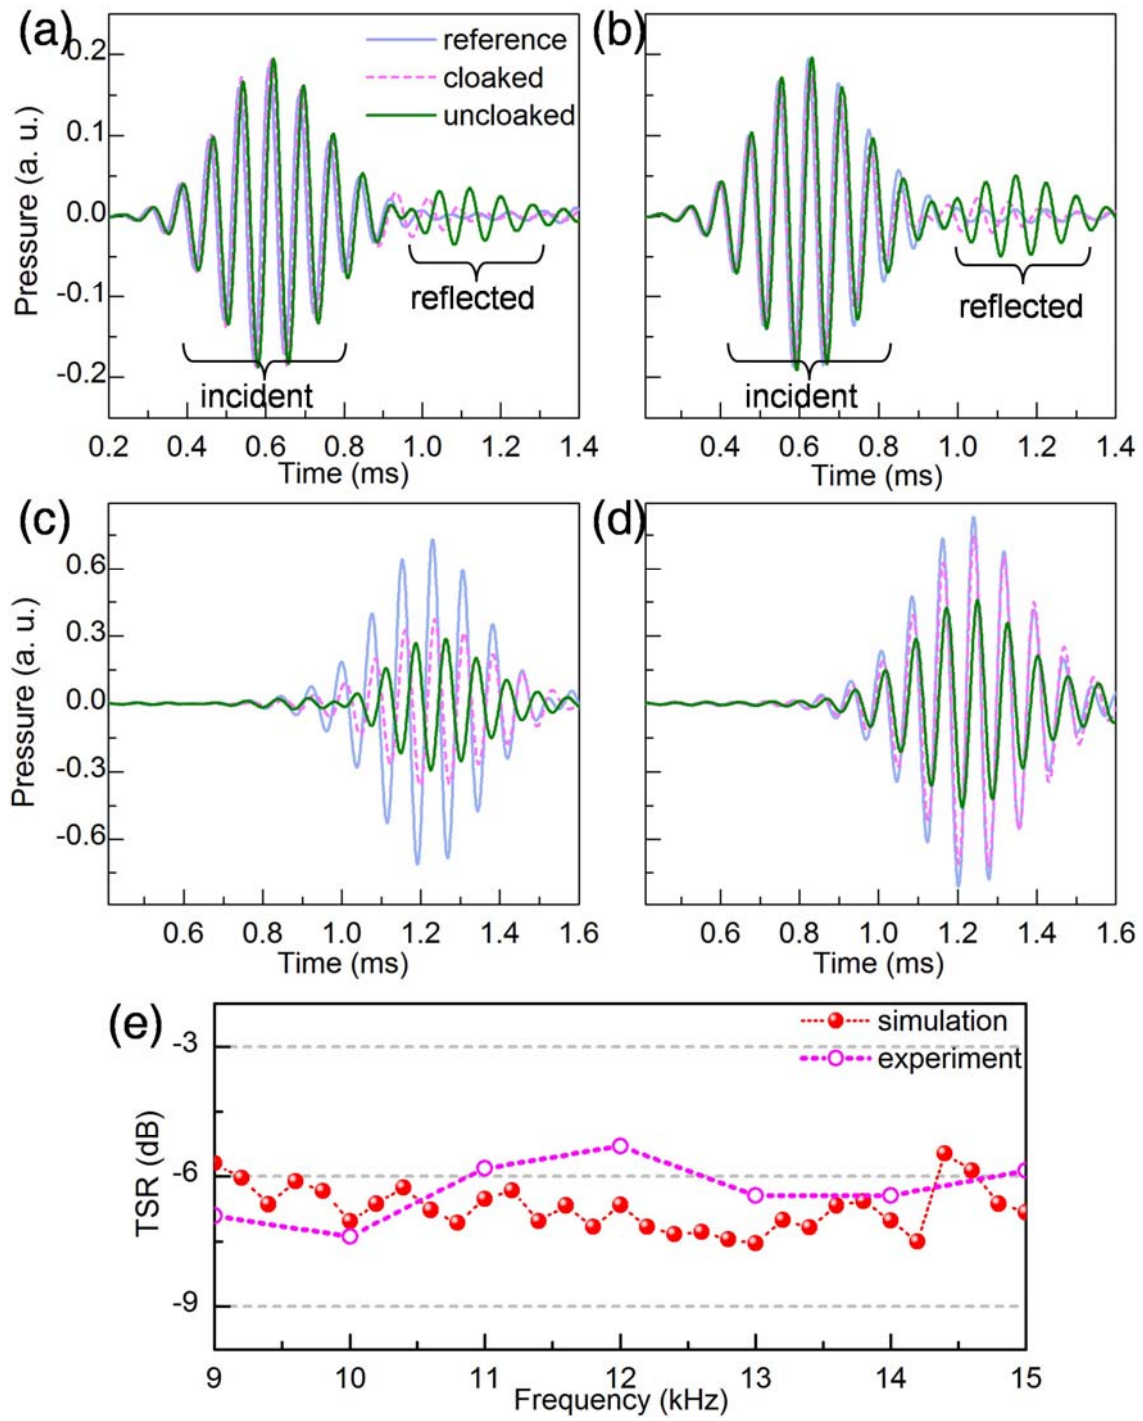 (a)
reference
cloaked
uncloaked
Pressure (a. u.)
0.2
0.1
0.0
-0.1
-0.2
reflected
incident
0.2 0.4 0.6 0.8 1.0 1.2 1.4
Time (ms)
(b)
reflected
incident
0.4 0.6 0.8 1.0 1.2 1.4
Time (ms)
(c)
Pressure (a. u.)
0.6
0.3
0.0
-0.3
-0.6
0.6 0.8 1.0 1.2 1.4 1.6
Time (ms)
(d)
0.6 0.8 1.0 1.2 1.4 1.6
Time (ms)
(e)
simulation
experiment
TSR (dB)
-3
-6
-9
9 10 11 12 13 14 15
Frequency (kHz)